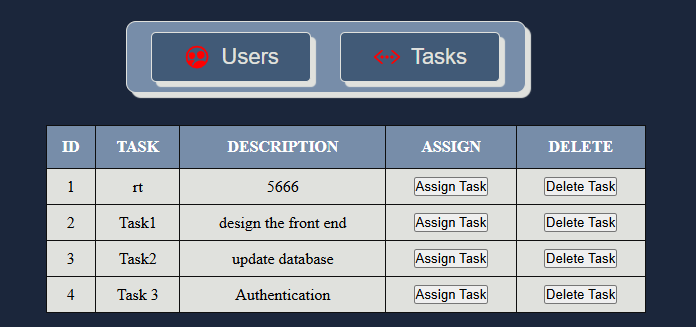 Users Tasks
ID TASK DESCRIPTION ASSIGN DELETE
1 rt 5666 Assign Task Delete Task
2 Task1 design the front end Assign Task Delete Task
3 Task2 update database Assign Task Delete Task
4 Task 3 Authentication Assign Task Delete Task